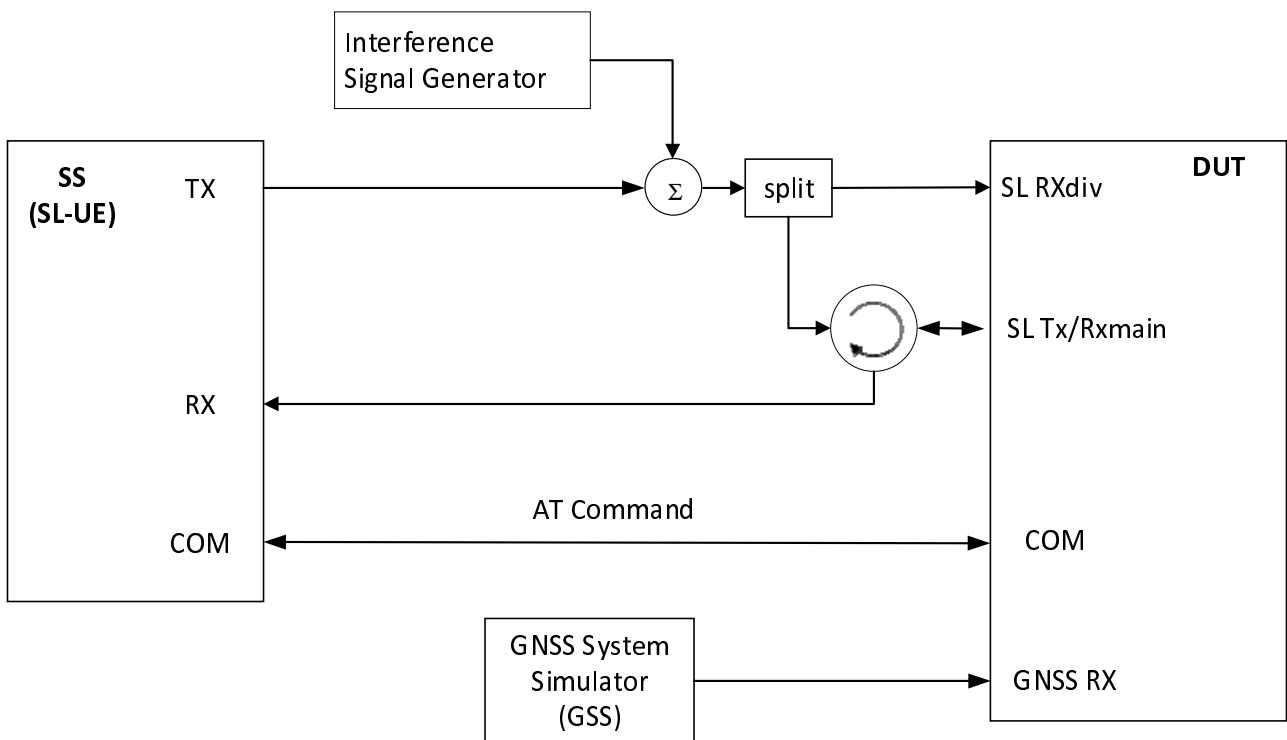 Interference
Signal Generator
SS
(SL-UE)
TX
Σ
split
SL RXdiv
DUT
SL Tx/Rxmain
RX
AT Command
COM
COM
GNSS System
Simulator
(GSS)
GNSS RX